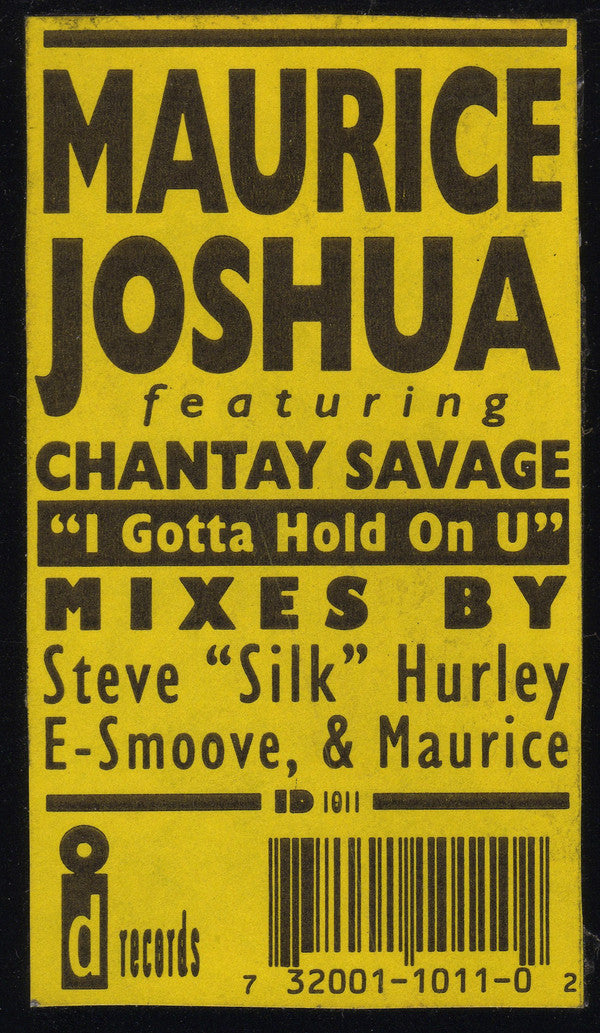 MAURICE
JOSHUA
featuring
CHANTAY SAVAGE
“I Gotta Hold On U”
MIXES BY
Steve “Silk” Hurley
E-Smoove, & Maurice
ID 1011
id records
7 32001-1011-0 2